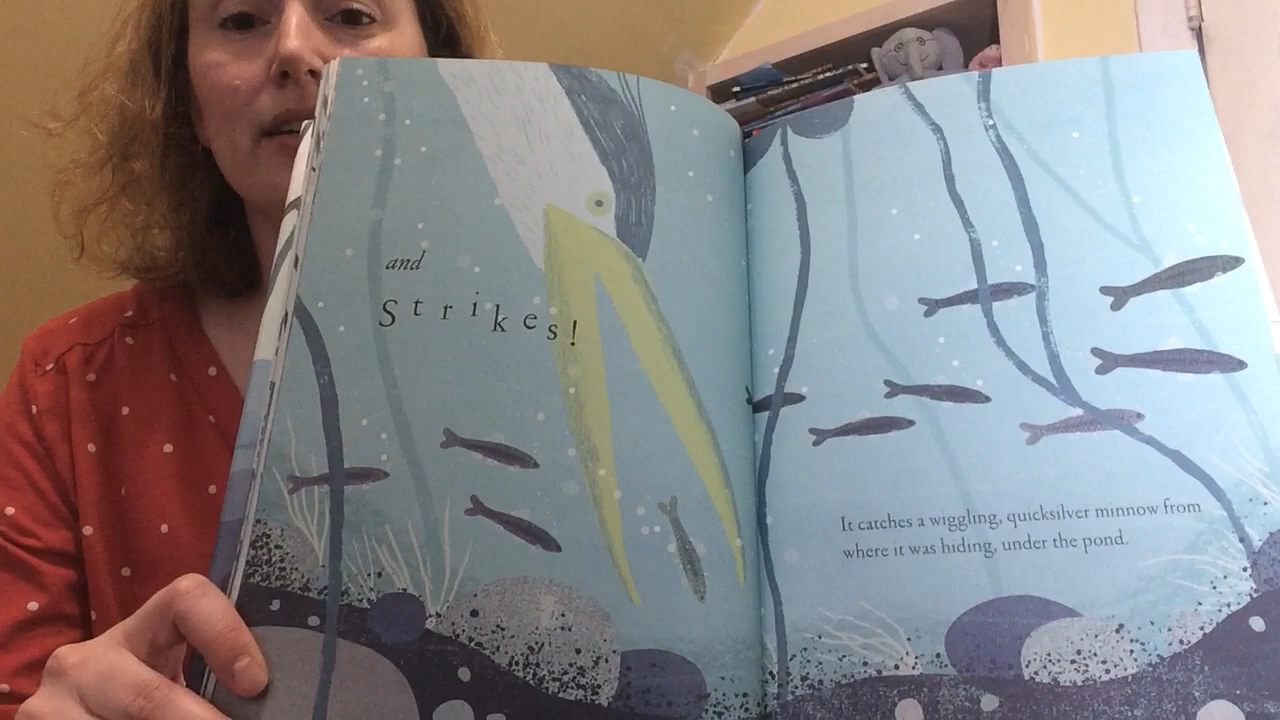 and
Strikes!
It catches a wiggling, quicksilver minnow from
where it was hiding, under the pond.